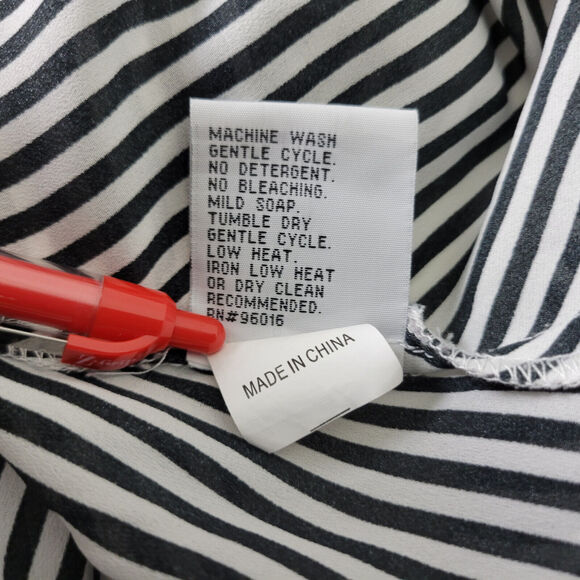 MACHINE WASH
GENTLE CYCLE.
NO DETERGENT.
NO BLEACHING.
MILD SOAP.
TUMBLE DRY
GENTLE CYCLE.
LOW HEAT.
IRON LOW HEAT
OR DRY CLEAN
RECOMMENDED.
RN#96016
MADE IN CHINA